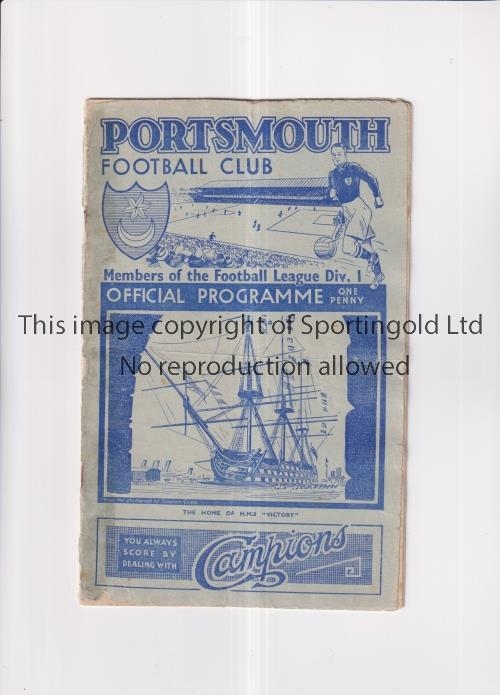 PORTSMOUTH
FOOTBALL CLUB
Members of the Football League Div. I
OFFICIAL PROGRAMME ONE PENNY
This image copyright of Sportingold Ltd
No reproduction allowed
THE HOME OF H.M.S "VICTORY"
YOU ALWAYS
SCORE BY
DEALING WITH
Campions